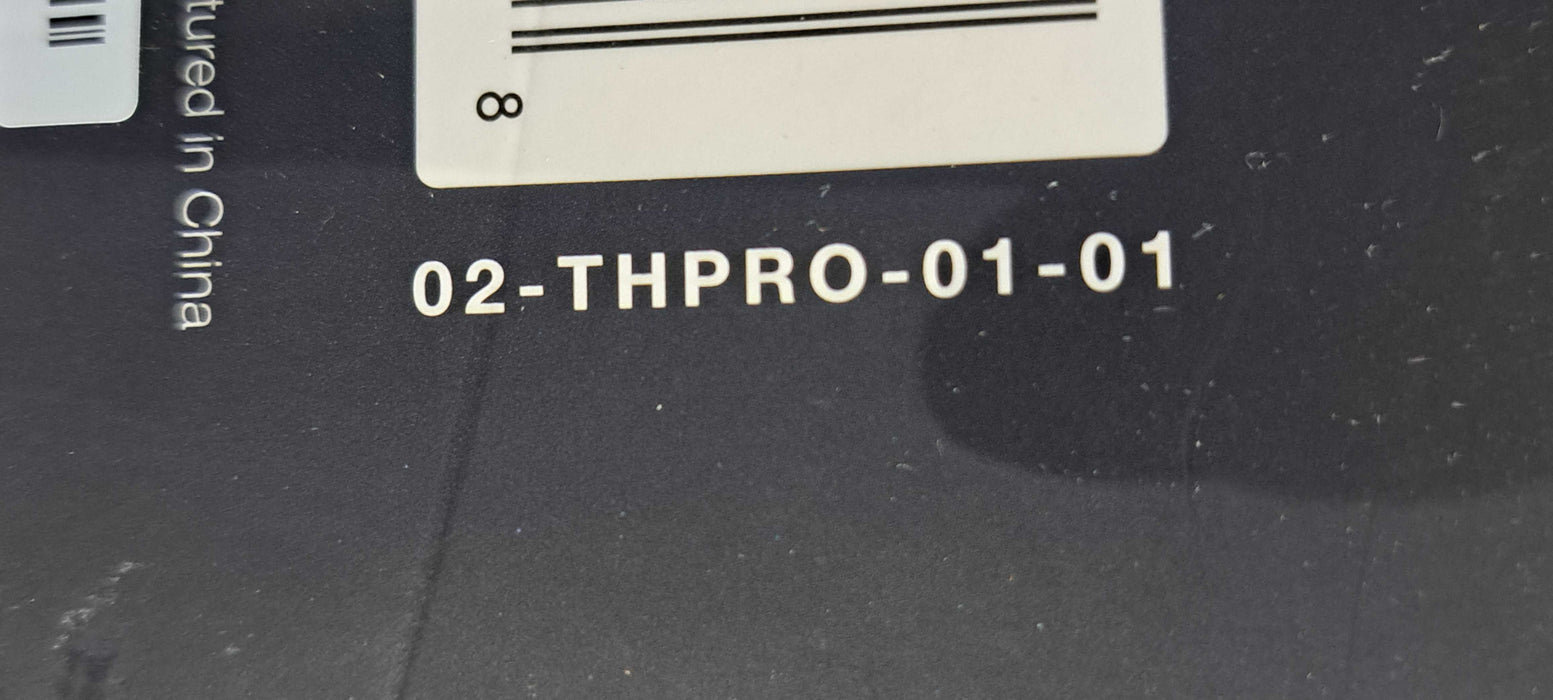 tured in China
8
02-THPRO-01-01